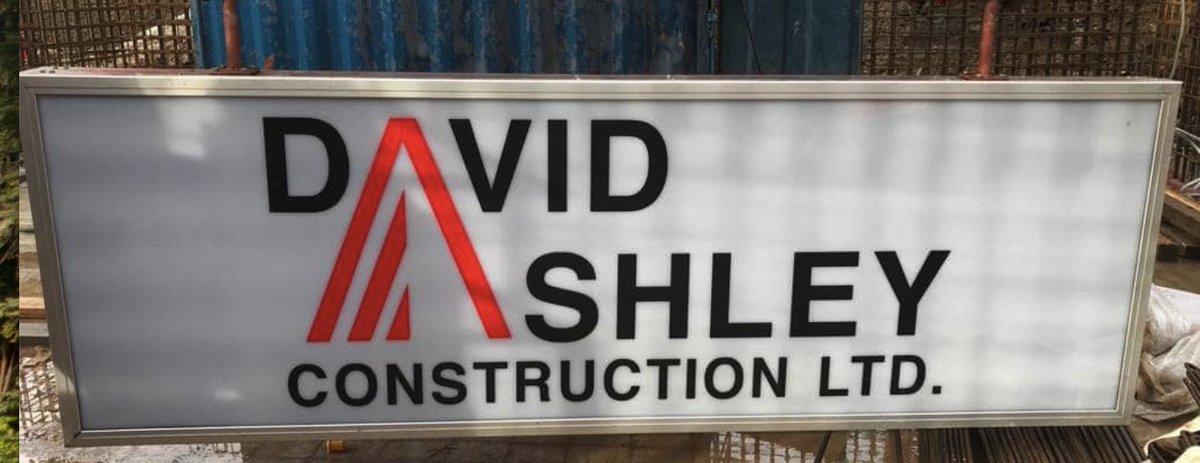 DAVID
ASHLEY
CONSTRUCTION LTD.